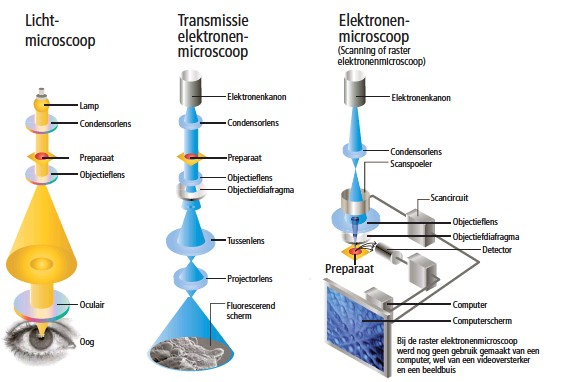 Licht-
microscoop
Lamp
Condensorlens
Preparaat
Objectieflens
Oculair
Oog
Transmissie
elektronen-
microscoop
Elektronenkanon
Condensorlens
Preparaat
Objectieflens
Objectiefdiafragma
Tussenlens
Projectorlens
Fluorescerend
scherm
Elektronen-
microscoop
(Scanning of raster
elektronenmicroscoop)
Elektronenkanon
Condensorlens
Scanspoeler
Scancircuit
Objectieflens
Objectiefdiafragma
Detector
Preparaat
Computer
Computerscherm
Bij de raster elektronenmicroscoop
werd nog geen gebruik gemaakt van een
computer, wel van een videoversterker
en een beeldbuis